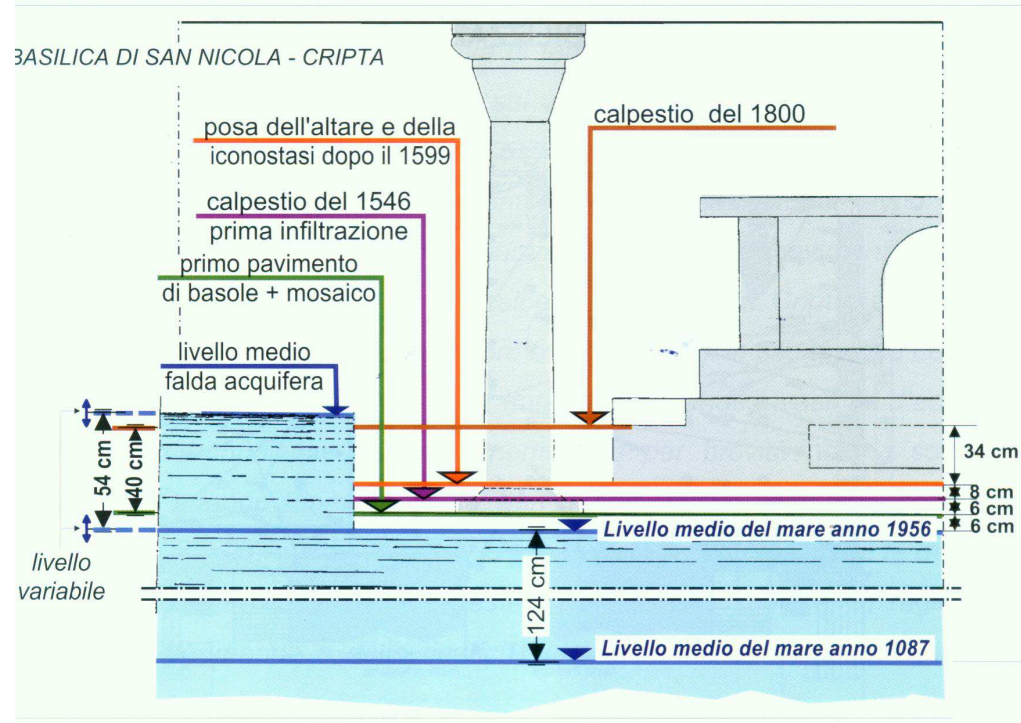 BASILICA DI SAN NICOLA - CRIPTA
posa dell'altare e della
iconostasi dopo il 1599
calpestio del 1800
calpestio del 1546
prima infiltrazione
primo pavimento
di basole + mosaico
livello medio
falda acquifera
54 cm
40 cm
34 cm
8 cm
6 cm
6 cm
Livello medio del mare anno 1956
livello
variabile
124 cm
Livello medio del mare anno 1087